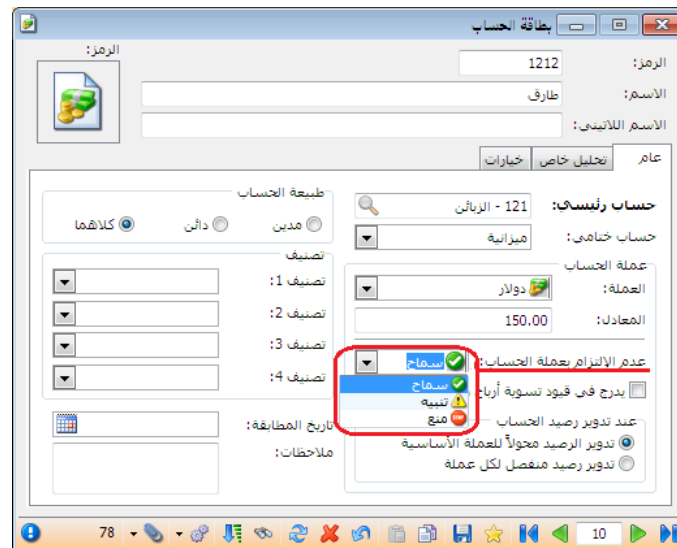 بطاقة الحساب
الرمز: 1212
الرمز:
الاسم: طارق
الاسم اللاتيني:
عام
تحليل خاص
خيارات
حساب رئيسي: 121 - الزبائن
حساب ختامي: ميزانية
عملة الحساب
العملة: دولار
المعادل: 150.00
عدم الإلتزام بعملة الحساب: سماح
سماح
تنبيه
منع
يدرج في قيود تسوية أرباح
عند تدوير رصيد الحساب
تدوير الرصيد محولاً للعملة الأساسية
تدوير رصيد منفصل لكل عملة
طبيعة الحساب
مدين
دائن
كلاهما
تصنيف
تصنيف 1:
تصنيف 2:
تصنيف 3:
تصنيف 4:
تاريخ المطابقة:
ملاحظات:
10
78